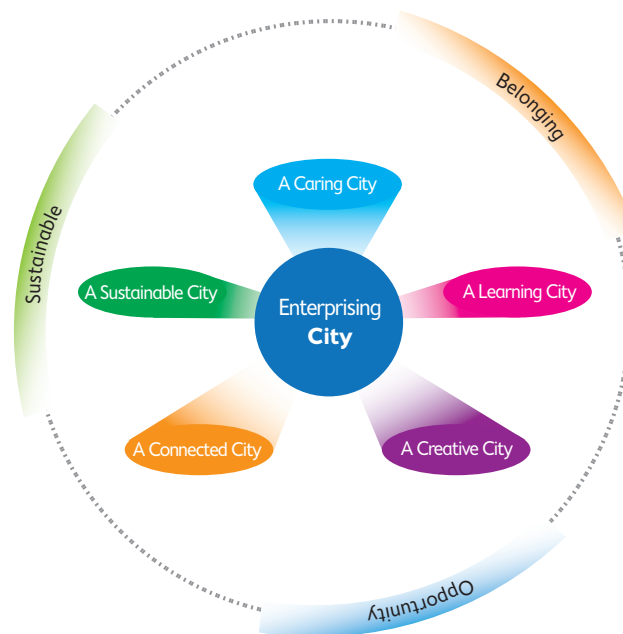 Belonging
A Caring City
Sustainable
A Sustainable City
Enterprising
City
A Learning City
A Connected City
A Creative City
Opportunity